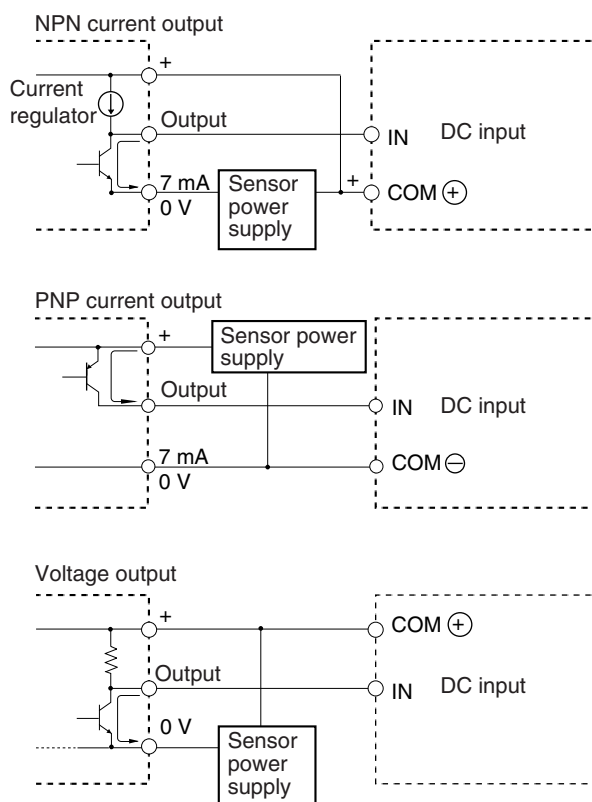 NPN current output
+
Current
regulator
Output
IN
DC input
7 mA
0 V
Sensor
power
supply
+
COM +
PNP current output
+
Sensor power
supply
Output
IN
DC input
7 mA
0 V
COM −
Voltage output
+
COM +
Output
IN
DC input
0 V
Sensor
power
supply